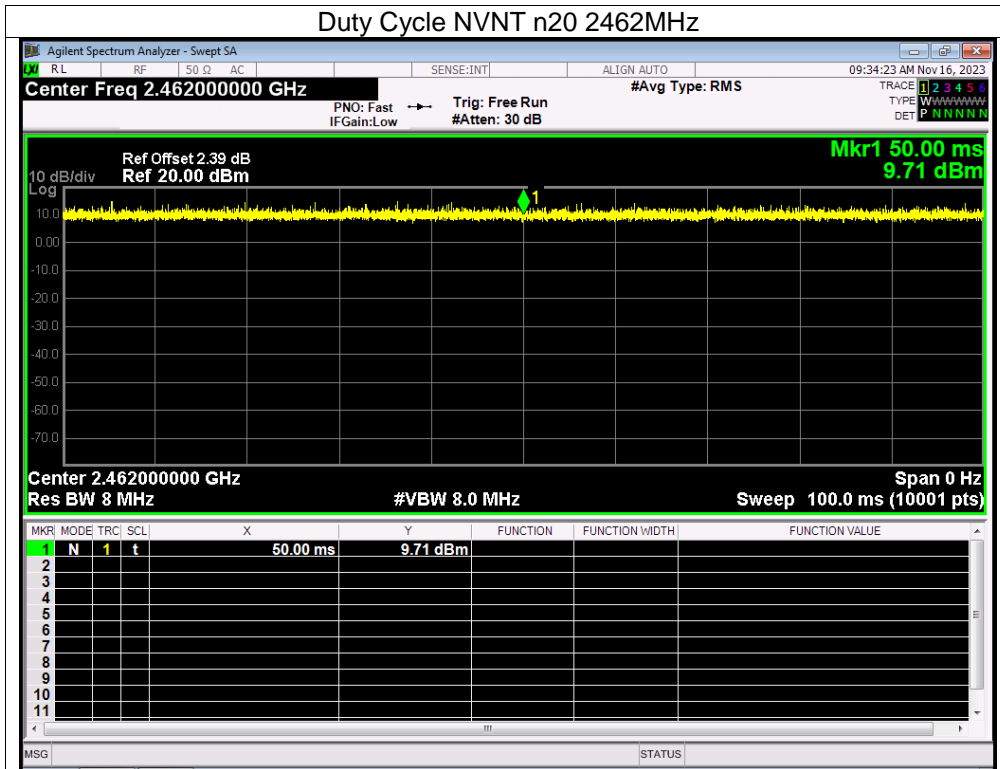 Duty Cycle NVNT n20 2462MHz
Agilent Spectrum Analyzer - Swept SA
LXI RL RF 50 Ω AC SENSE:INT ALIGN AUTO 09:34:23 AM Nov 16, 2023
Center Freq 2.462000000 GHz #Avg Type: RMS TRACE 1 2 3 4 5 6
PNO: Fast Trig: Free Run TYPE WWWWWW
IFGain:Low #Atten: 30 dB DET P N N N N N
Mkr1 50.00 ms
Ref Offset 2.39 dB
10 dB/div Ref 20.00 dBm 9.71 dBm
Log
1
10.0
0.00
-10.0
-20.0
-30.0
-40.0
-50.0
-60.0
-70.0
Center 2.462000000 GHz Span 0 Hz
Res BW 8 MHz #VBW 8.0 MHz Sweep 100.0 ms (10001 pts)
MKR MODE TRC SCL X Y FUNCTION FUNCTION WIDTH FUNCTION VALUE
1 N 1 t 50.00 ms 9.71 dBm
2
3
4
5
6
7
8
9
10
11
MSG STATUS